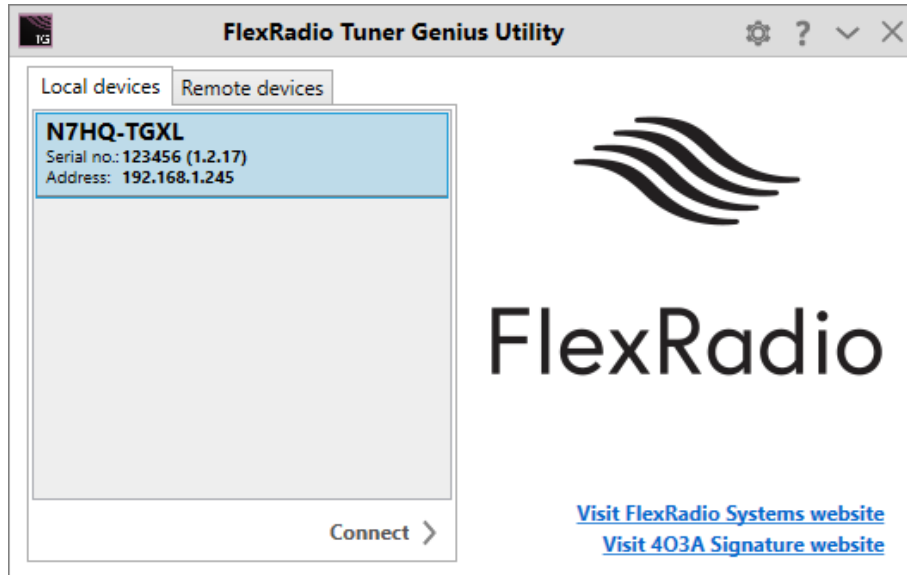 TG
FlexRadio Tuner Genius Utility
?
Local devices
Remote devices
N7HQ-TGXL
Serial no.: 123456 (1.2.17)
Address: 192.168.1.245
Connect
FlexRadio
Visit FlexRadio Systems website
Visit 4O3A Signature website